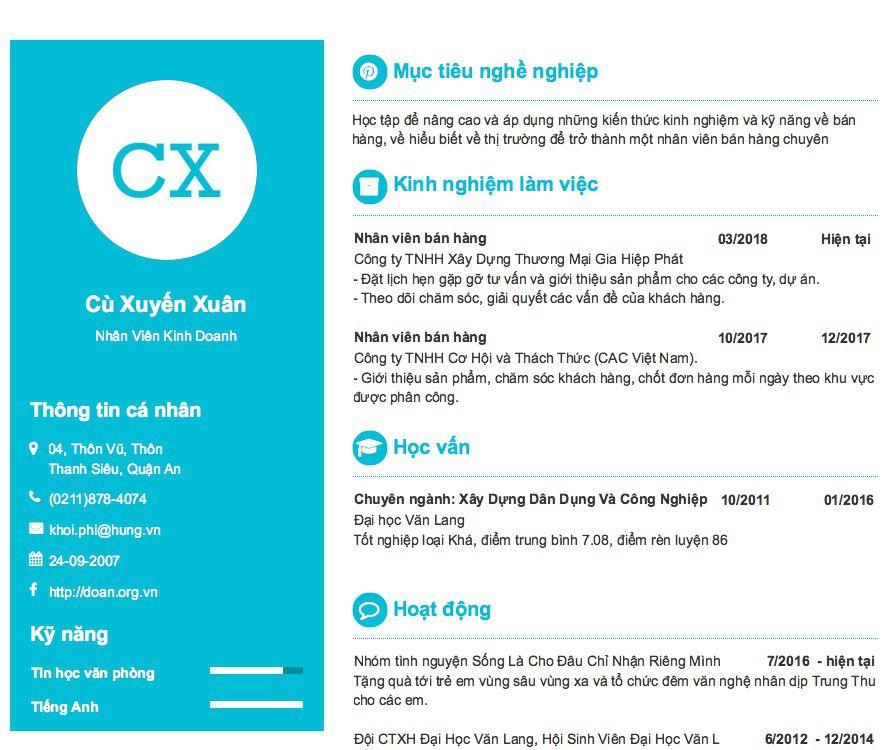 CX
Cù Xuyến Xuân
Nhân Viên Kinh Doanh
Thông tin cá nhân
04, Thôn Vũ, Thôn
Thanh Siêu, Quận An
(0211)878-4074
khoi.phi@hung.vn
24-09-2007
http://doan.org.vn
Kỹ năng
Tin học văn phòng
Tiếng Anh
Mục tiêu nghề nghiệp
Học tập để nâng cao và áp dụng những kiến thức kinh nghiệm và kỹ năng về bán
hàng, về hiểu biết về thị trường để trở thành một nhân viên bán hàng chuyên
Kinh nghiệm làm việc
Nhân viên bán hàng 03/2018 Hiện tại
Công ty TNHH Xây Dựng Thương Mại Gia Hiệp Phát
- Đặt lịch hẹn gặp gỡ tư vấn và giới thiệu sản phẩm cho các công ty, dự án.
- Theo dõi chăm sóc, giải quyết các vấn đề của khách hàng.
Nhân viên bán hàng 10/2017 12/2017
Công ty TNHH Cơ Hội và Thách Thức (CAC Việt Nam).
- Giới thiệu sản phẩm, chăm sóc khách hàng, chốt đơn hàng mỗi ngày theo khu vực
được phân công.
Học vấn
Chuyên ngành: Xây Dựng Dân Dụng Và Công Nghiệp 10/2011 01/2016
Đại học Văn Lang
Tốt nghiệp loại Khá, điểm trung bình 7.08, điểm rèn luyện 86
Hoạt động
Nhóm tình nguyện Sống Là Cho Đâu Chỉ Nhận Riêng Mình 7/2016 - hiện tại
Tặng quà tới trẻ em vùng sâu vùng xa và tổ chức đêm văn nghệ nhân dịp Trung Thu
cho các em.
Đội CTXH Đại Học Văn Lang, Hội Sinh Viên Đại Học Văn L 6/2012 - 12/2014